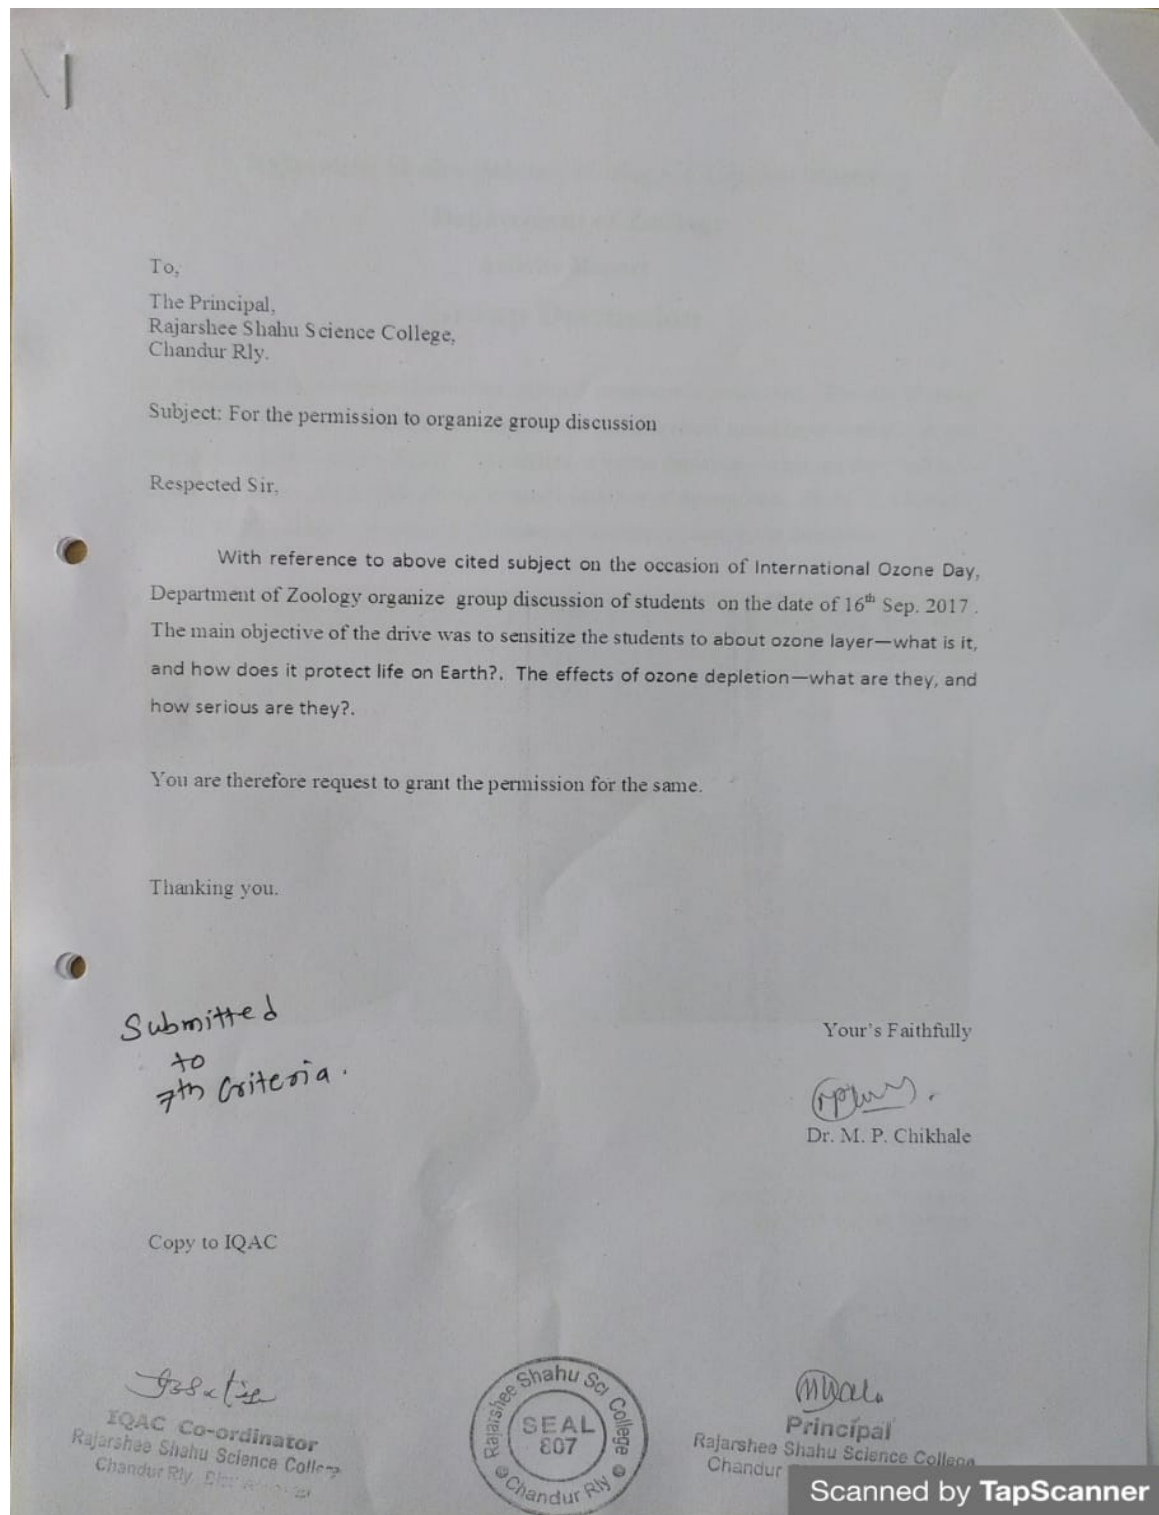 To,
The Principal,
Rajarshee Shahu Science College,
Chandur Rly.
Subject: For the permission to organize group discussion
Respected Sir,
With reference to above cited subject on the occasion of International Ozone Day,
Department of Zoology organize group discussion of students on the date of 16th Sep. 2017 .
The main objective of the drive was to sensitize the students to about ozone layer—what is it,
and how does it protect life on Earth?. The effects of ozone depletion—what are they, and
how serious are they?.
You are therefore request to grant the permission for the same.
Thanking you.
Submitted
to
7th Criteria.
Your's Faithfully
Dr. M. P. Chikhale
Copy to IQAC
IQAC Co-ordinator
Rajarshee Shahu Science College
Chandur Rly.
Rajarshee Shahu Sci College
SEAL
807
Chandur Rly
Principal
Rajarshee Shahu Science College
Chandur
Scanned by TapScanner